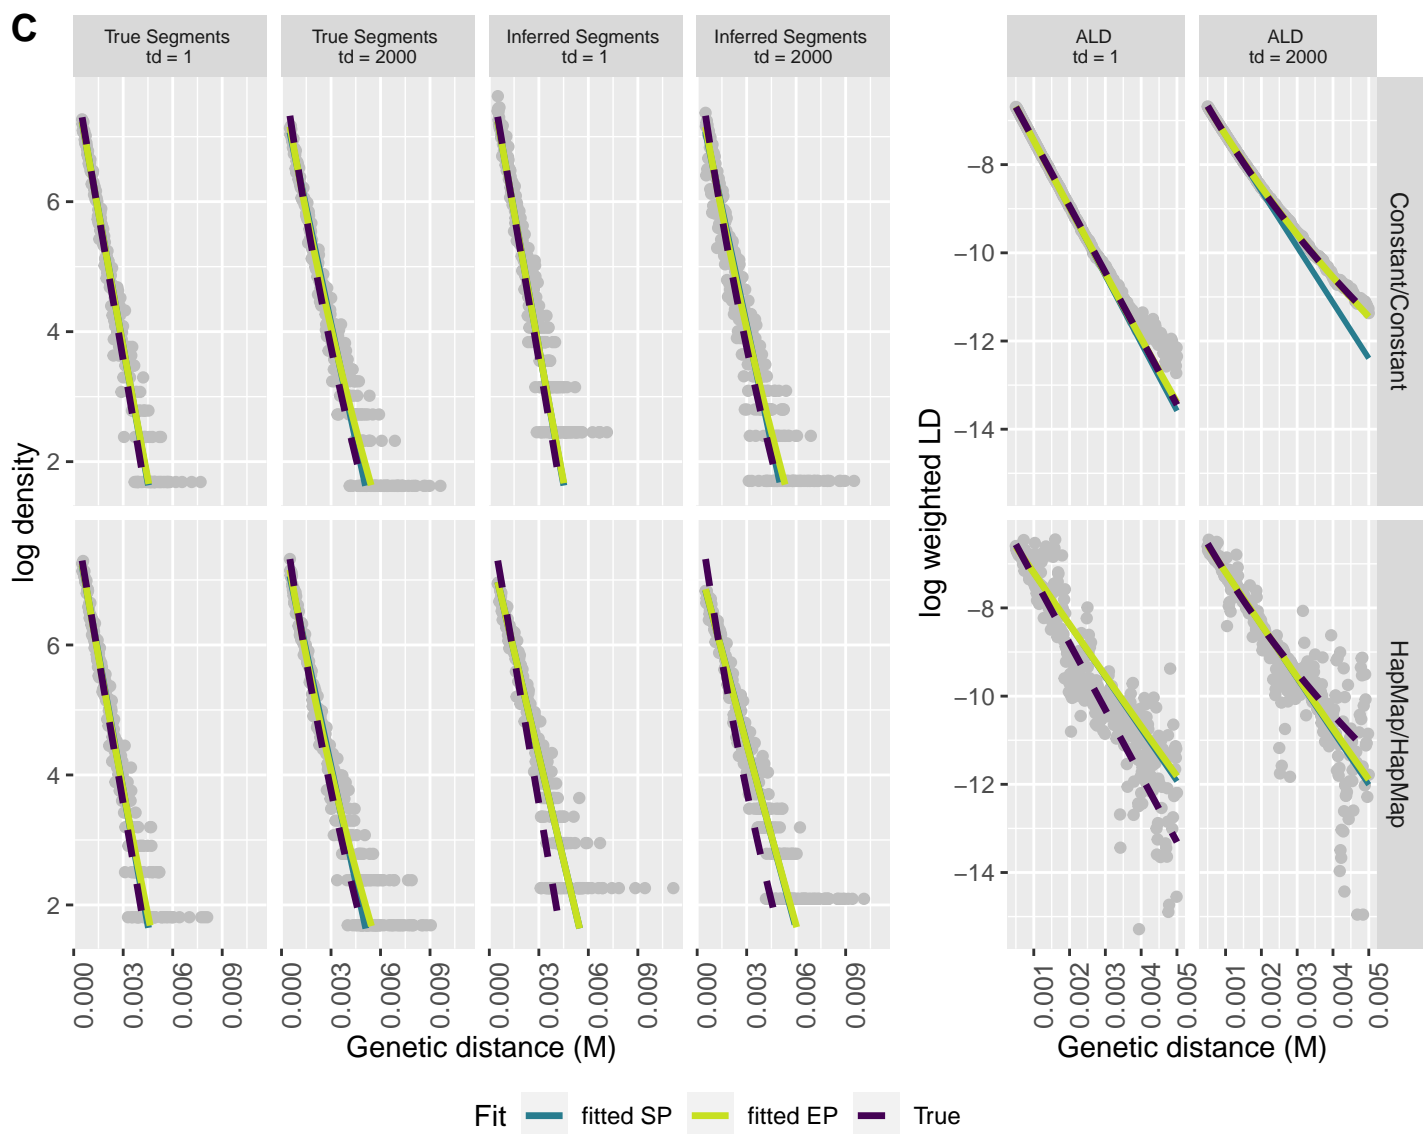 C
True Segments
td = 1
True Segments
td = 2000
Inferred Segments
td = 1
Inferred Segments
td = 2000
ALD
td = 1
ALD
td = 2000
log density
6
4
2
6
4
2
0.000
0.003
0.006
0.009
0.000
0.003
0.006
0.009
0.000
0.003
0.006
0.009
0.000
0.003
0.006
0.009
Genetic distance (M)
log weighted LD
−8
−10
−12
−14
−8
−10
−12
−14
0.001
0.002
0.003
0.004
0.005
0.001
0.002
0.003
0.004
0.005
Genetic distance (M)
Constant/Constant
HapMap/HapMap
Fit fitted SP fitted EP True